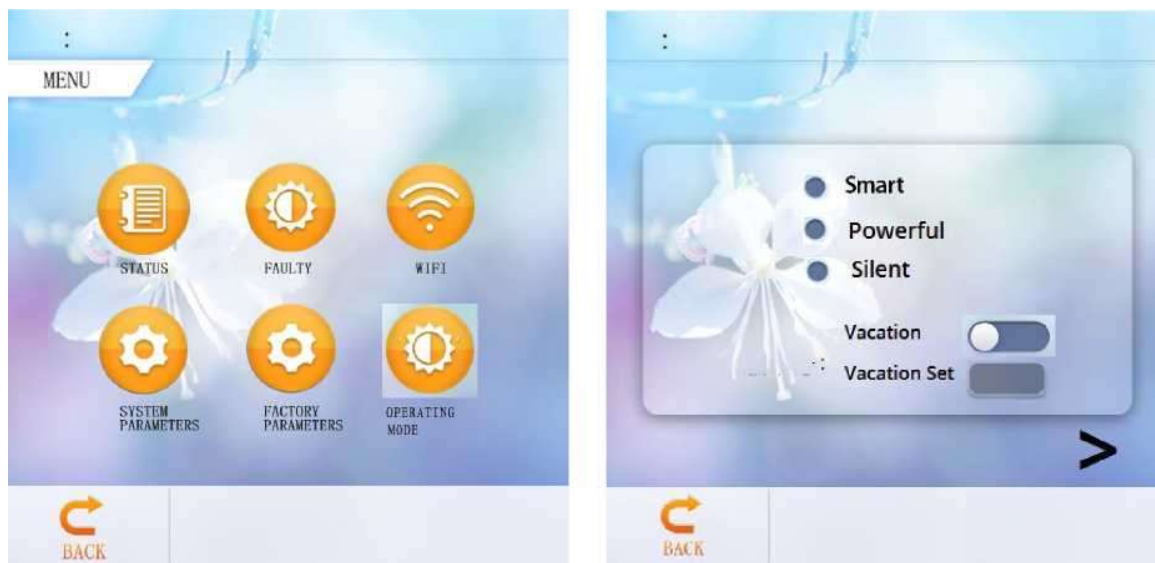 :
MENU
STATUS
FAULTY
WIFI
SYSTEM
PARAMETERS
FACTORY
PARAMETERS
OPERATING
MODE
BACK
:
Smart
Powerful
Silent
Vacation
Vacation Set
>
BACK